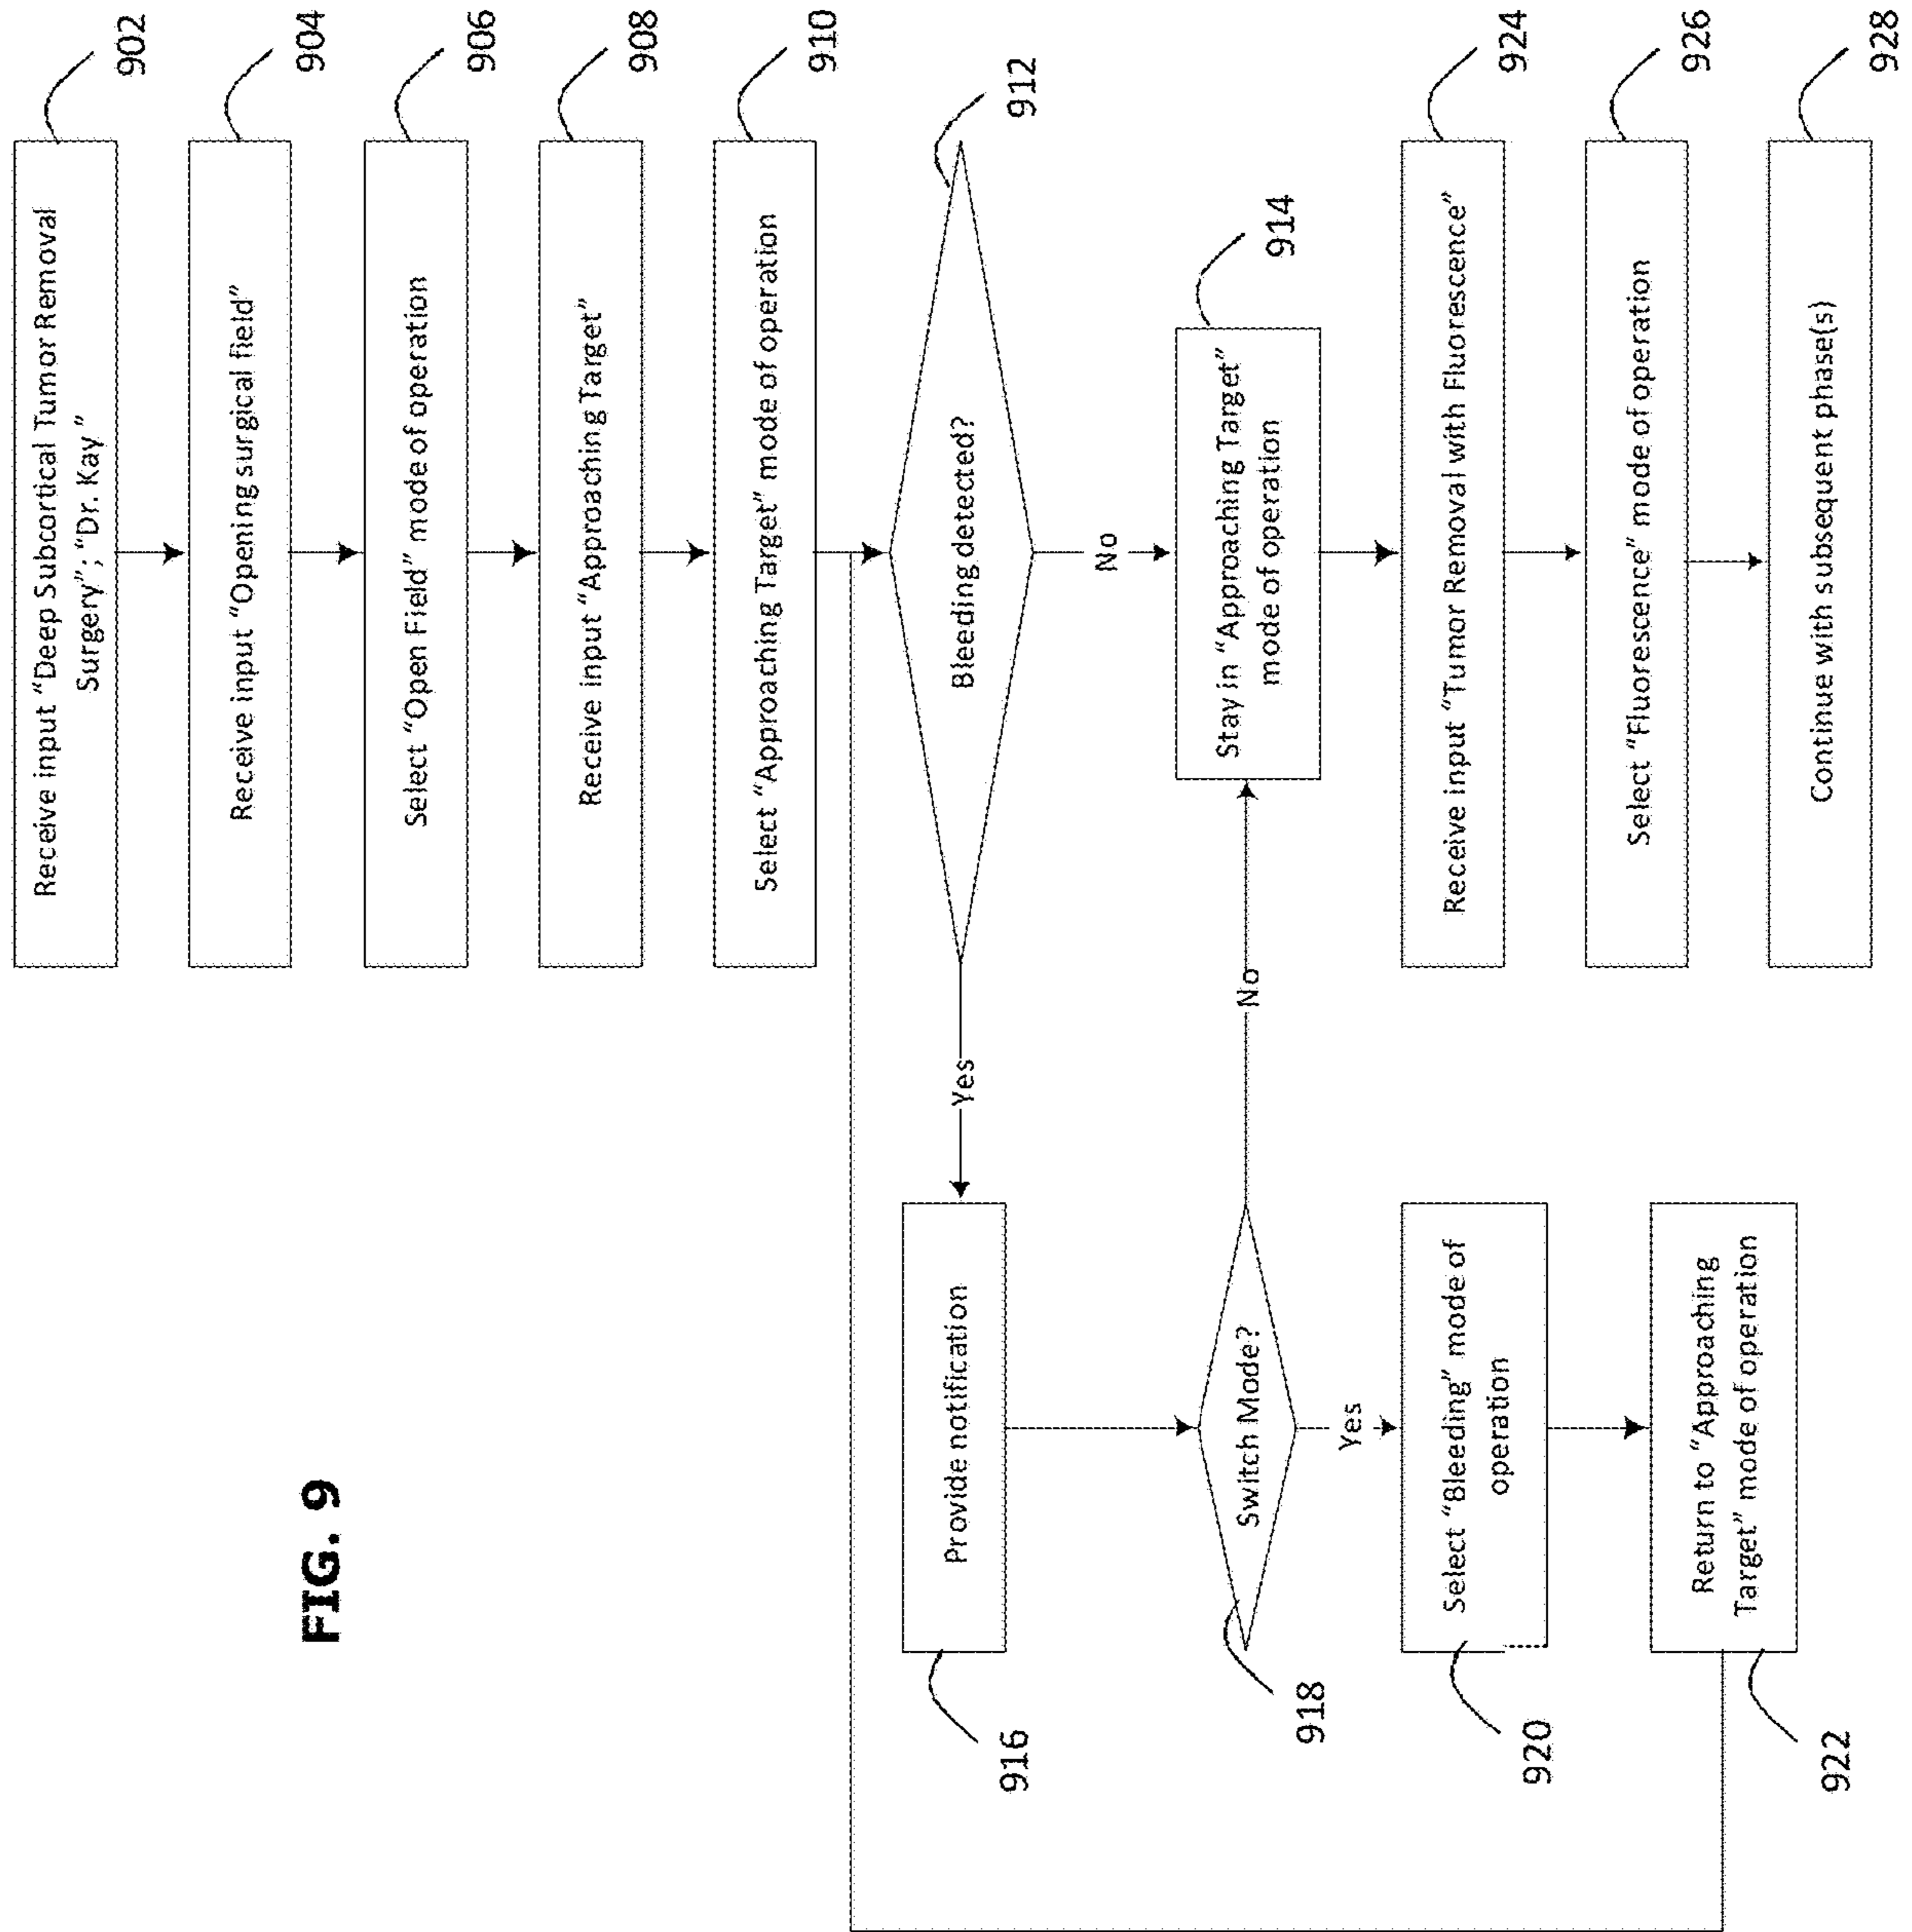 Receive input “Deep Subcortical Tumor Removal
Surgery”; “Dr. Kay”
902
Receive input “Opening surgical field”
904
Select “Open Field” mode of operation
906
Receive input “Approaching Target”
908
Select “Approaching Target” mode of operation
910
Bleeding detected?
912
Yes
No
Provide notification
916
Switch Mode?
918
No
Yes
Stay in “Approaching Target”
mode of operation
914
Select “Bleeding” mode of
operation
920
Return to “Approaching
Target” mode of operation
922
Receive input “Tumor Removal with Fluorescence”
924
Select “Fluorescence” mode of operation
926
Continue with subsequent phase(s)
928
FIG. 9